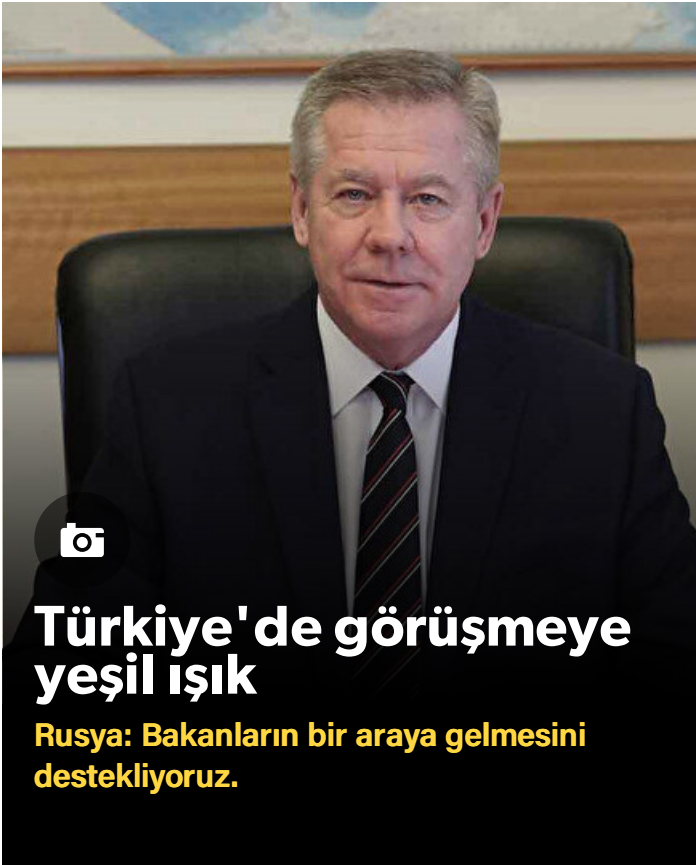 Türkiye'de görüşmeye
yeşil ışık
Rusya: Bakanların bir araya gelmesini
destekliyoruz.